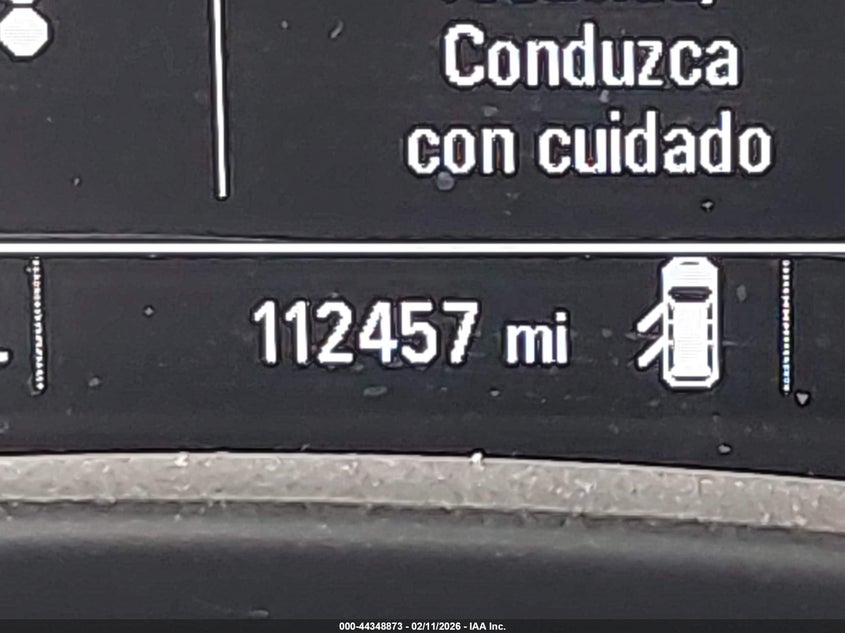 Conduzca
con cuidado
112457 mi
000-44348873 - 02/11/2026 - IAA Inc.